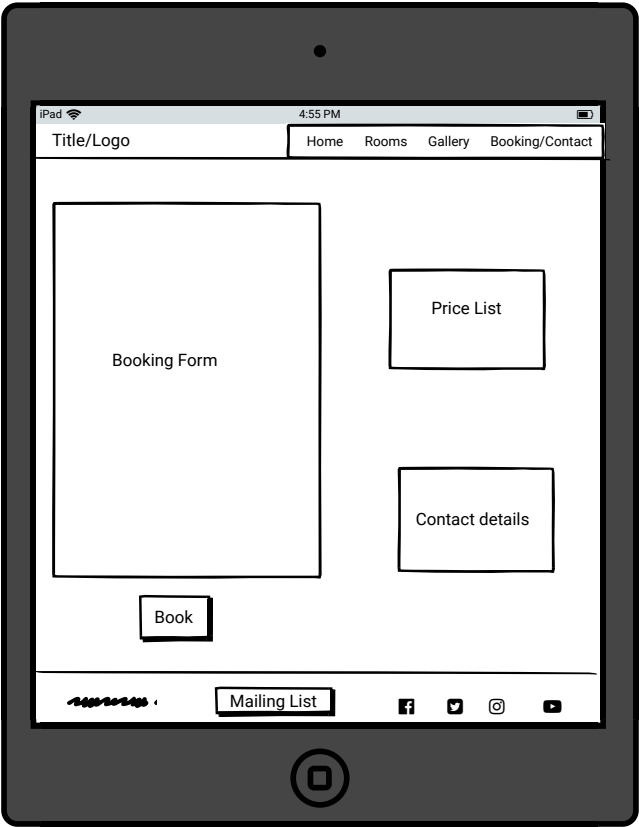 iPad 4:55 PM
Title/Logo Home Rooms Gallery Booking/Contact
Price List
Booking Form
Contact details
Book
Mailing List